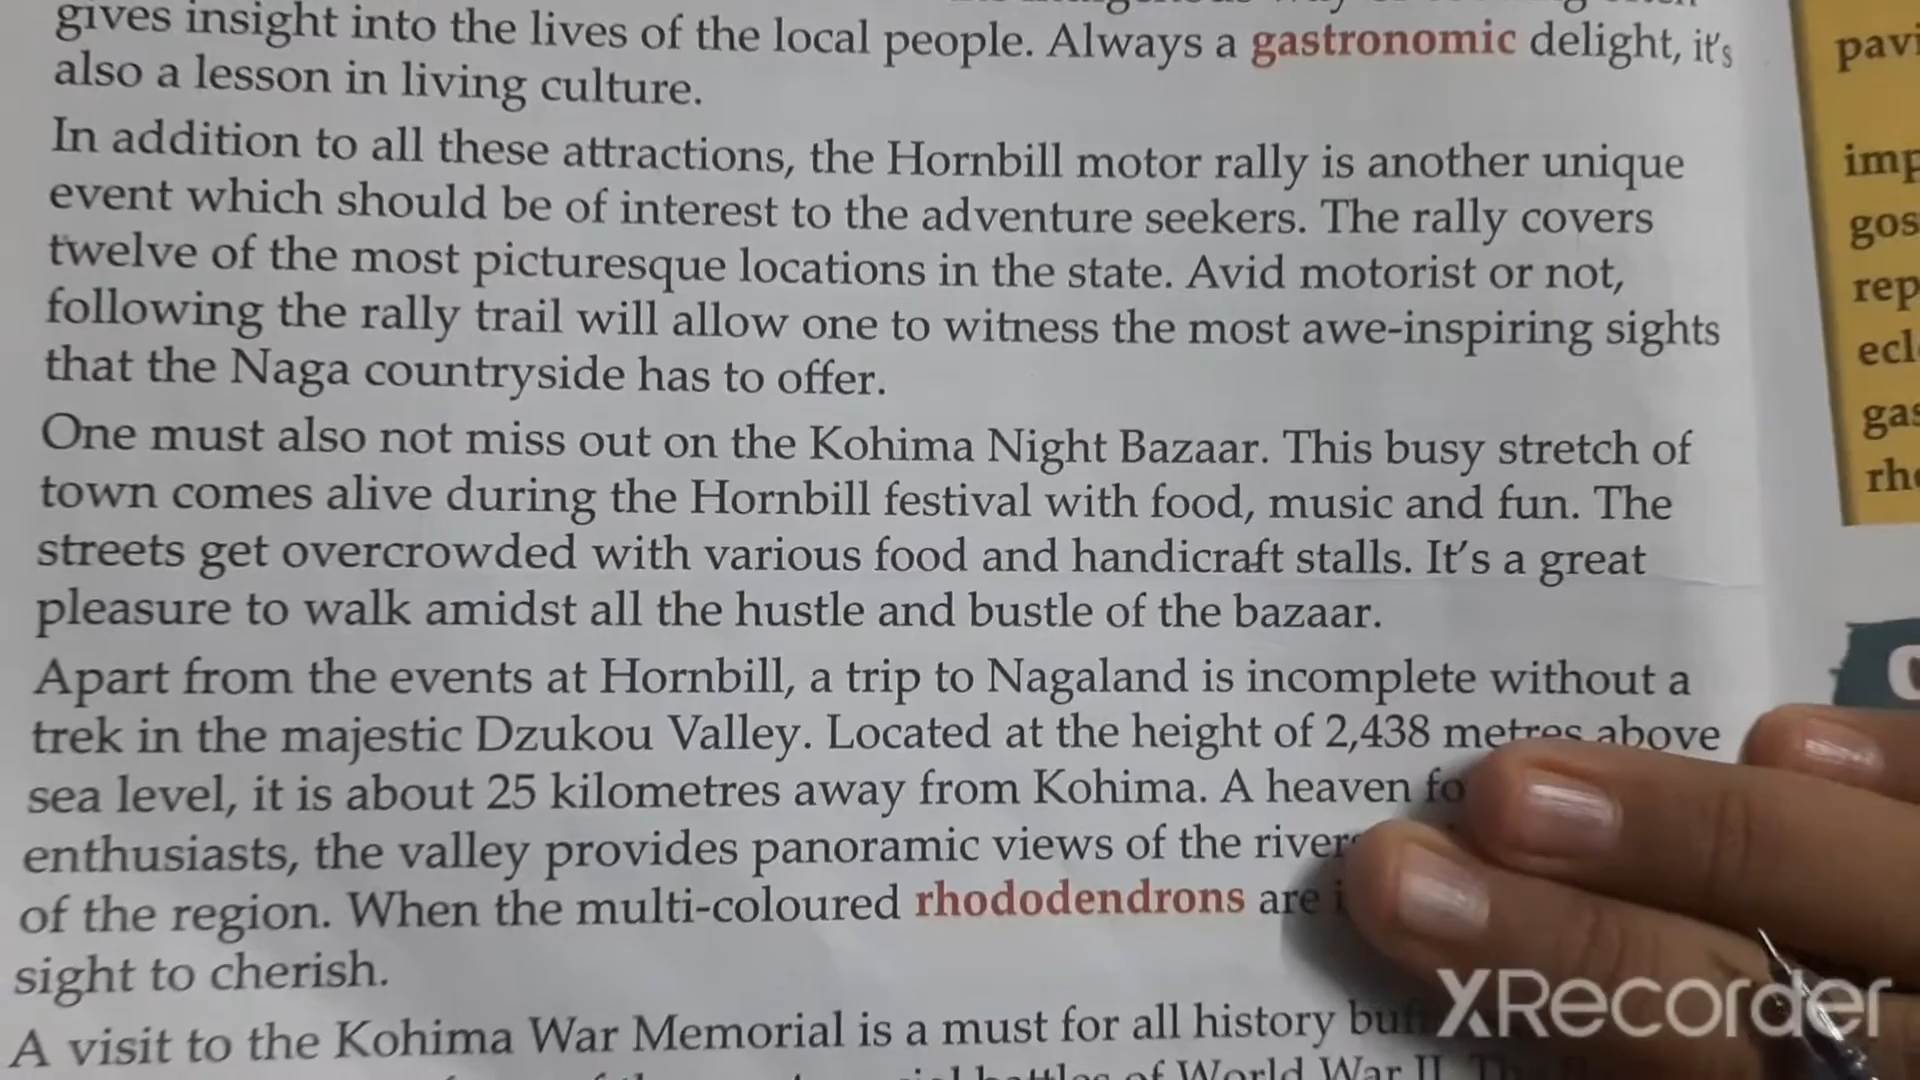 gives insight into the lives of the local people. Always a gastronomic delight, it's
also a lesson in living culture.
In addition to all these attractions, the Hornbill motor rally is another unique
event which should be of interest to the adventure seekers. The rally covers
twelve of the most picturesque locations in the state. Avid motorist or not,
following the rally trail will allow one to witness the most awe-inspiring sights
that the Naga countryside has to offer.
One must also not miss out on the Kohima Night Bazaar. This busy stretch of
town comes alive during the Hornbill festival with food, music and fun. The
streets get overcrowded with various food and handicraft stalls. It's a great
pleasure to walk amidst all the hustle and bustle of the bazaar.
Apart from the events at Hornbill, a trip to Nagaland is incomplete without a
trek in the majestic Dzukou Valley. Located at the height of 2,438 metres above
sea level, it is about 25 kilometres away from Kohima. A heaven
enthusiasts, the valley provides panoramic views of the
of the region. When the multi-coloured rhododendrons are
sight to cherish.
A visit to the Kohima War Memorial is a must for all history
battles of World War II.
pavi
imp
gos
rep
ecl
gas
rho
XRecorder